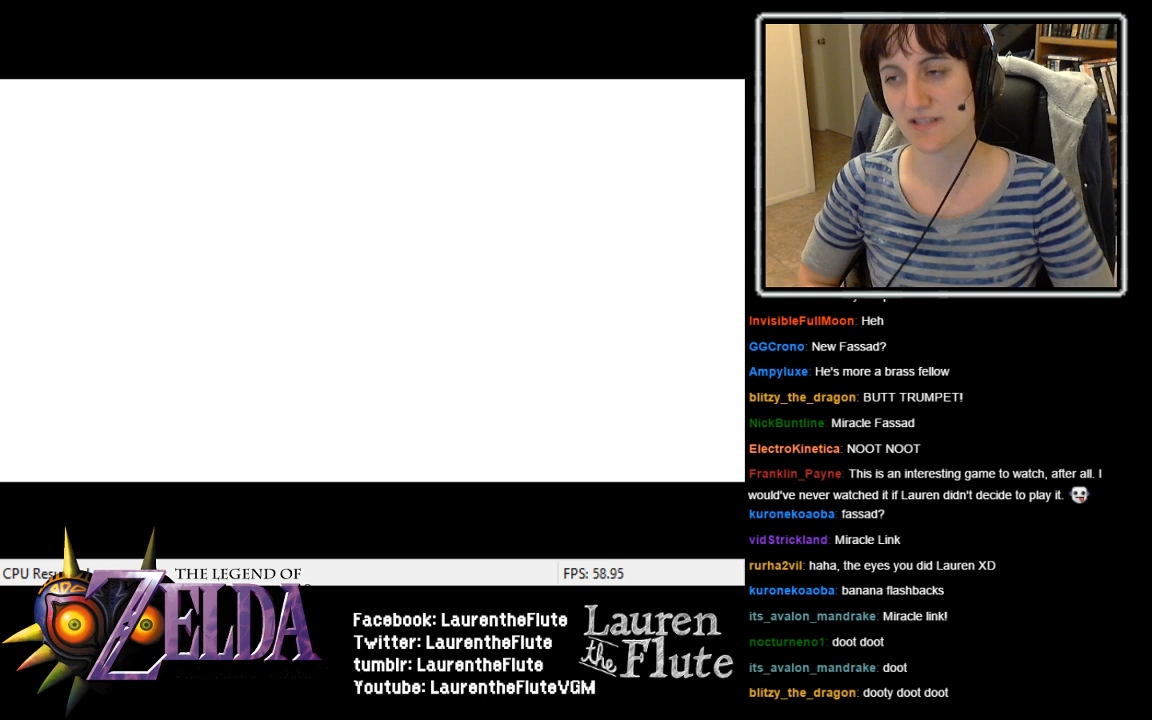 InvisibleFullMoon: Heh
GGCrono: New Fassad?
Ampyluxe: He's more a brass fellow
blitzy_the_dragon: BUTT TRUMPET!
NickBuntline: Miracle Fassad
ElectroKinetica: NOOT NOOT
Franklin_Payne: This is an interesting game to watch, after all. I
would've never watched it if Lauren didn't decide to play it.
kuronekoaoba: fassad?
vidStrickland: Miracle Link
rurha2vil: haha, the eyes you did Lauren XD
kuronekoaoba: banana flashbacks
its_avalon_mandrake: Miracle link!
nocturneno1: doot doot
its_avalon_mandrake: doot
blitzy_the_dragon: dooty doot doot
CPU
FPS: 58.95
THE LEGEND OF
ZELDA
Facebook: LaurentheFlute
Twitter: LaurentheFlute
tumblr: LaurentheFlute
Youtube: LaurentheFluteVGM
Lauren
the Flute